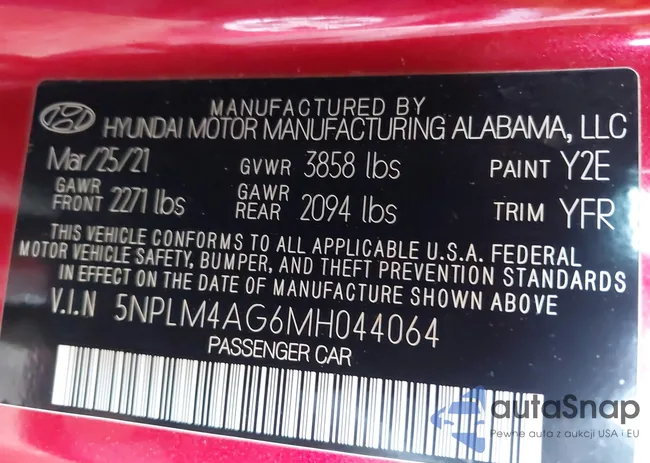 MANUFACTURED BY
HYUNDAI MOTOR MANUFACTURING ALABAMA, LLC
Mar/25/21 GVWR 3858 lbs PAINT Y2E
GAWR FRONT 2271 lbs GAWR REAR 2094 lbs TRIM YFR
THIS VEHICLE CONFORMS TO ALL APPLICABLE U.S.A. FEDERAL
MOTOR VEHICLE SAFETY, BUMPER, AND THEFT PREVENTION STANDARDS
IN EFFECT ON THE DATE OF MANUFACTURE SHOWN ABOVE
V.I.N 5NPLM4AG6MH044064
PASSENGER CAR
autaSnap
Pewne auta z aukcji USA i EU